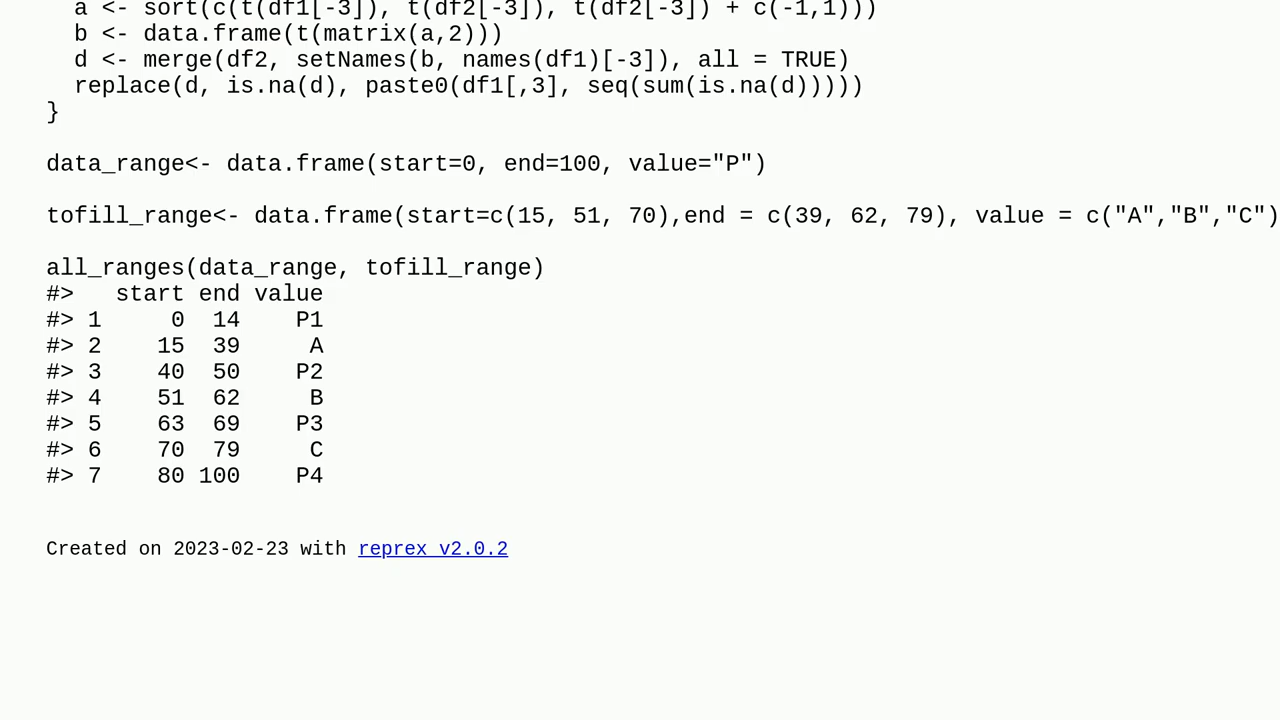 a <- sort(c(t(df1[-3]), t(df2[-3]), t(df2[-3]) + c(-1,1)))
b <- data.frame(t(matrix(a,2)))
d <- merge(df2, setNames(b, names(df1)[-3]), all = TRUE)
replace(d, is.na(d), paste0(df1[,3], seq(sum(is.na(d)))))
}
data_range<- data.frame(start=0, end=100, value="P")
tofill_range<- data.frame(start=c(15, 51, 70),end = c(39, 62, 79), value = c("A","B","C")
all_ranges(data_range, tofill_range)
#>   start end value
#> 1     0  14    P1
#> 2    15  39     A
#> 3    40  50    P2
#> 4    51  62     B
#> 5    63  69    P3
#> 6    70  79     C
#> 7    80 100    P4
Created on 2023-02-23 with reprex v2.0.2